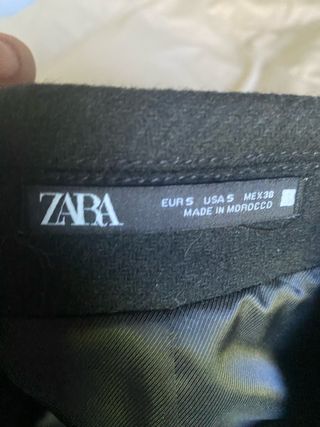 ZARA
EUR S USA S MEX 38
MADE IN MOROCCO